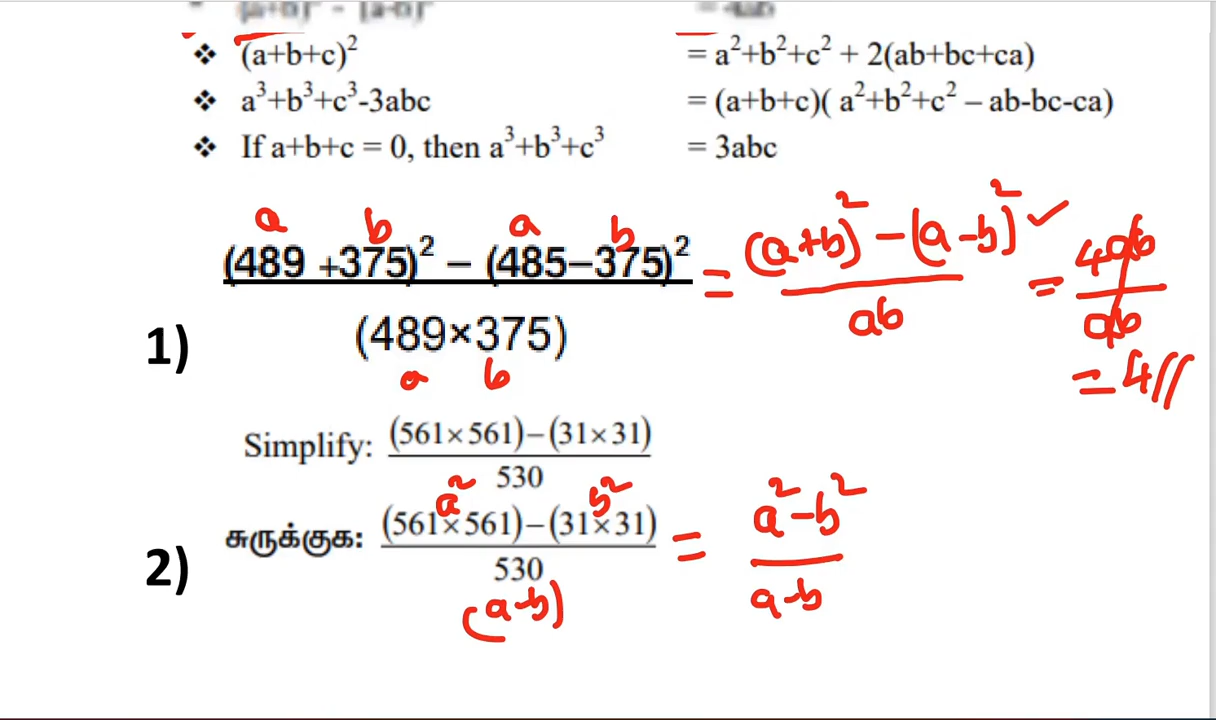 ❖ (a+b+c)² = a²+b²+c² + 2(ab+bc+ca)
❖ a³+b³+c³-3abc = (a+b+c)( a²+b²+c² – ab-bc-ca)
❖ If a+b+c = 0, then a³+b³+c³ = 3abc
a b a b
(489 +375)² – (485–375)² = (a+b)² – (a-b)² ✓ = 4ab
1) (489×375) ab ab
a b = 4//
Simplify: (561×561)–(31×31)
530
a² b²
சுருக்குக: (561×561)–(31×31) = a²-b²
2) 530 a-b
(a-b)